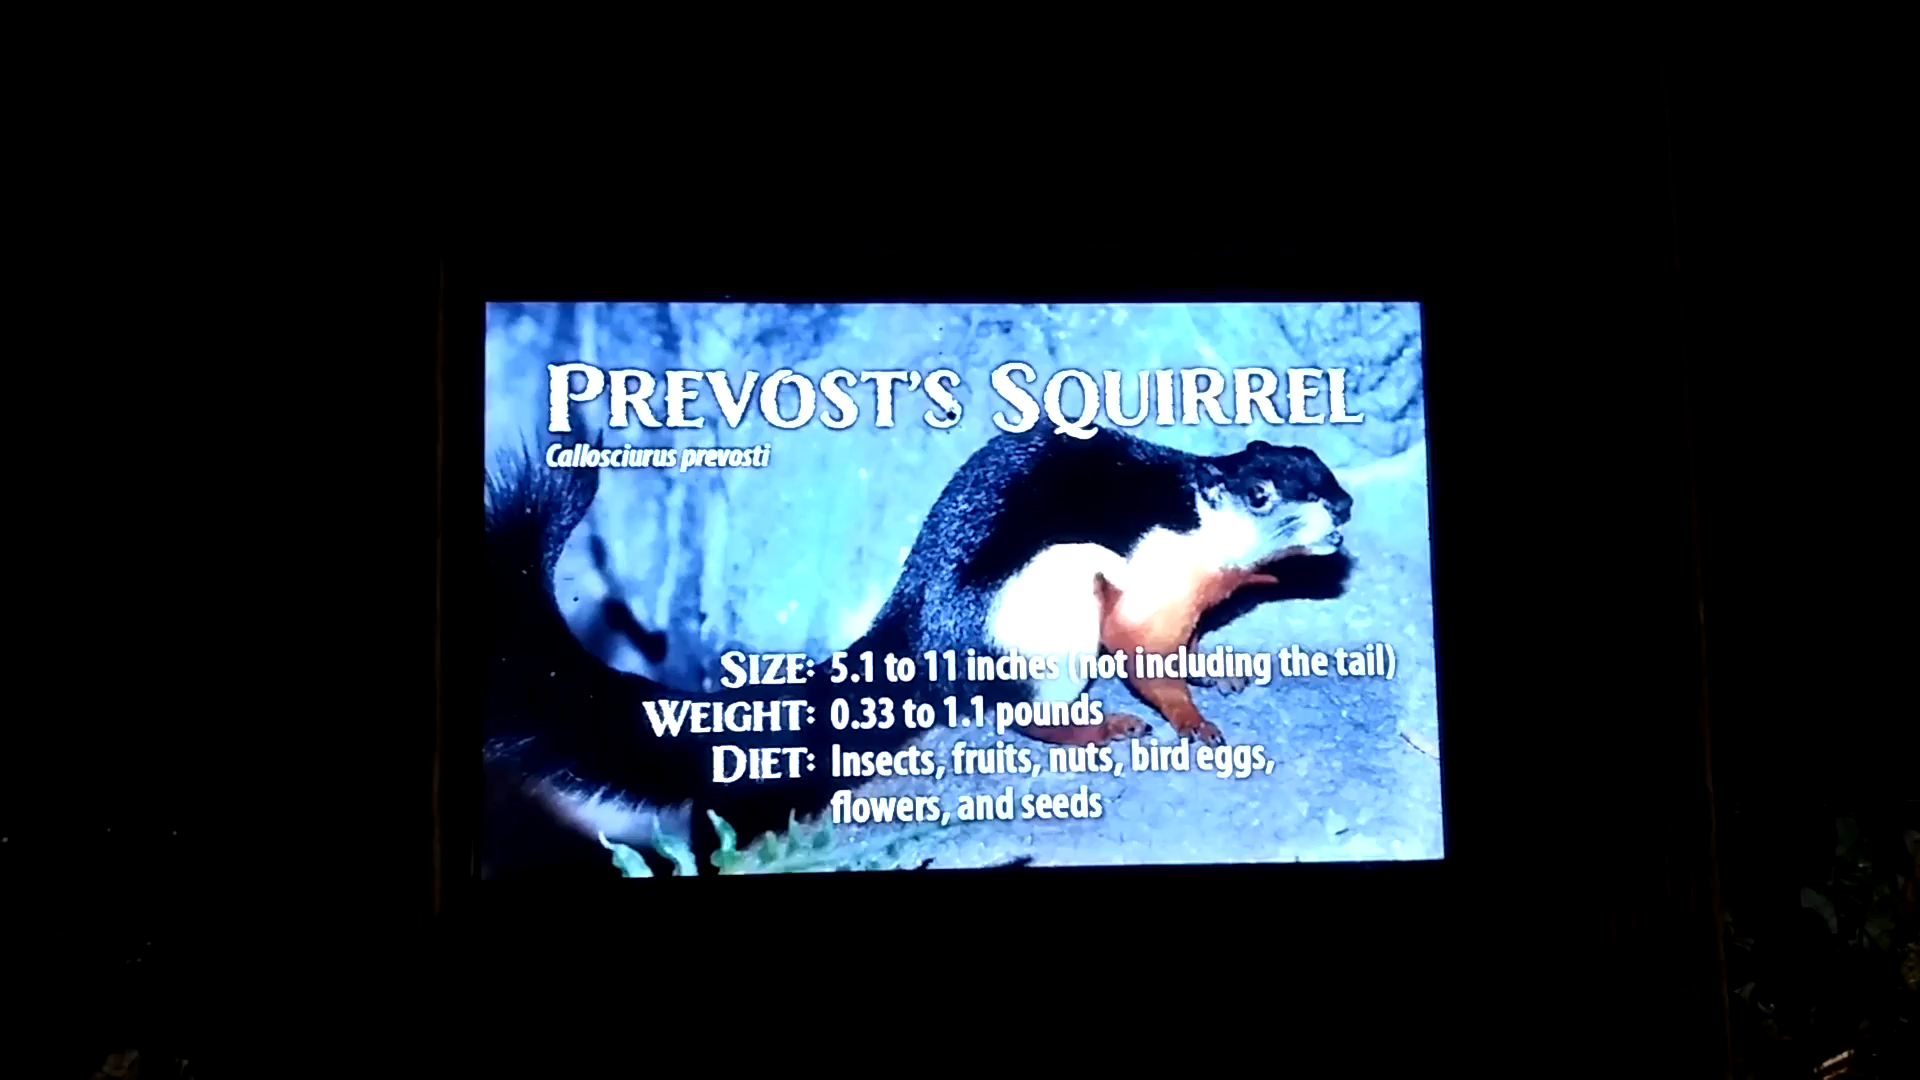 PREVOST'S SQUIRREL
Callosciurus prevosti
SIZE: 5.1 to 11 inches (not including the tail)
WEIGHT: 0.33 to 1.1 pounds
DIET: Insects, fruits, nuts, bird eggs,
flowers, and seeds